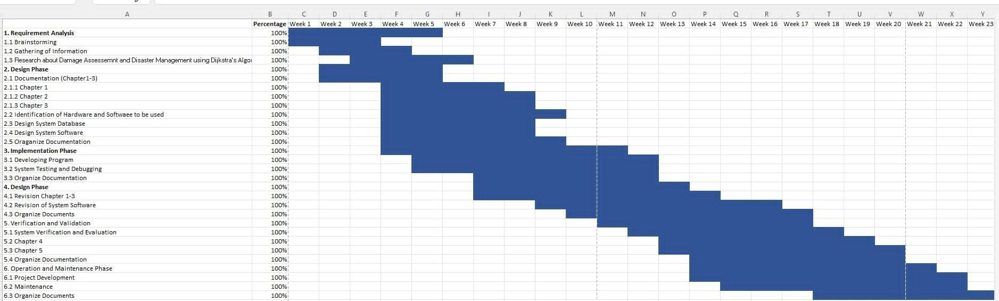 A B C D E F G H I J K L M N O P Q R S T U V W X Y
Percentage Week 1 Week 2 Week 3 Week 4 Week 5 Week 6 Week 7 Week 8 Week 9 Week 10 Week 11 Week 12 Week 13 Week 14 Week 15 Week 16 Week 17 Week 18 Week 19 Week 20 Week 21 Week 22 Week 23
1. Requirement Analysis 100%
1.1 Brainstorming 100%
1.2 Gathering of Information 100%
1.3 Research about Damage Assessemnt and Disaster Management using Dijkstra's Algo 100%
2. Design Phase 100%
2.1 Documentation (Chapter1-3) 100%
2.1.1 Chapter 1 100%
2.1.2 Chapter 2 100%
2.1.3 Chapter 3 100%
2.2 Identification of Hardware and Softwaee to be used 100%
2.3 Design System Database 100%
2.4 Design System Software 100%
2.5 Oraganize Documentation 100%
3. Implementation Phase 100%
3.1 Developing Program 100%
3.2 System Testing and Debugging 100%
3.3 Organize Documentation 100%
4. Design Phase 100%
4.1 Revision Chapter 1-3 100%
4.2 Revision of System Software 100%
4.3 Organize Documents 100%
5. Verification and Validation 100%
5.1 System Verification and Evaluation 100%
5.2 Chapter 4 100%
5.3 Chapter 5 100%
5.4 Organize Documentation 100%
6. Operation and Maintenance Phase 100%
6.1 Project Development 100%
6.2 Maintenance 100%
6.3 Organize Documents 100%